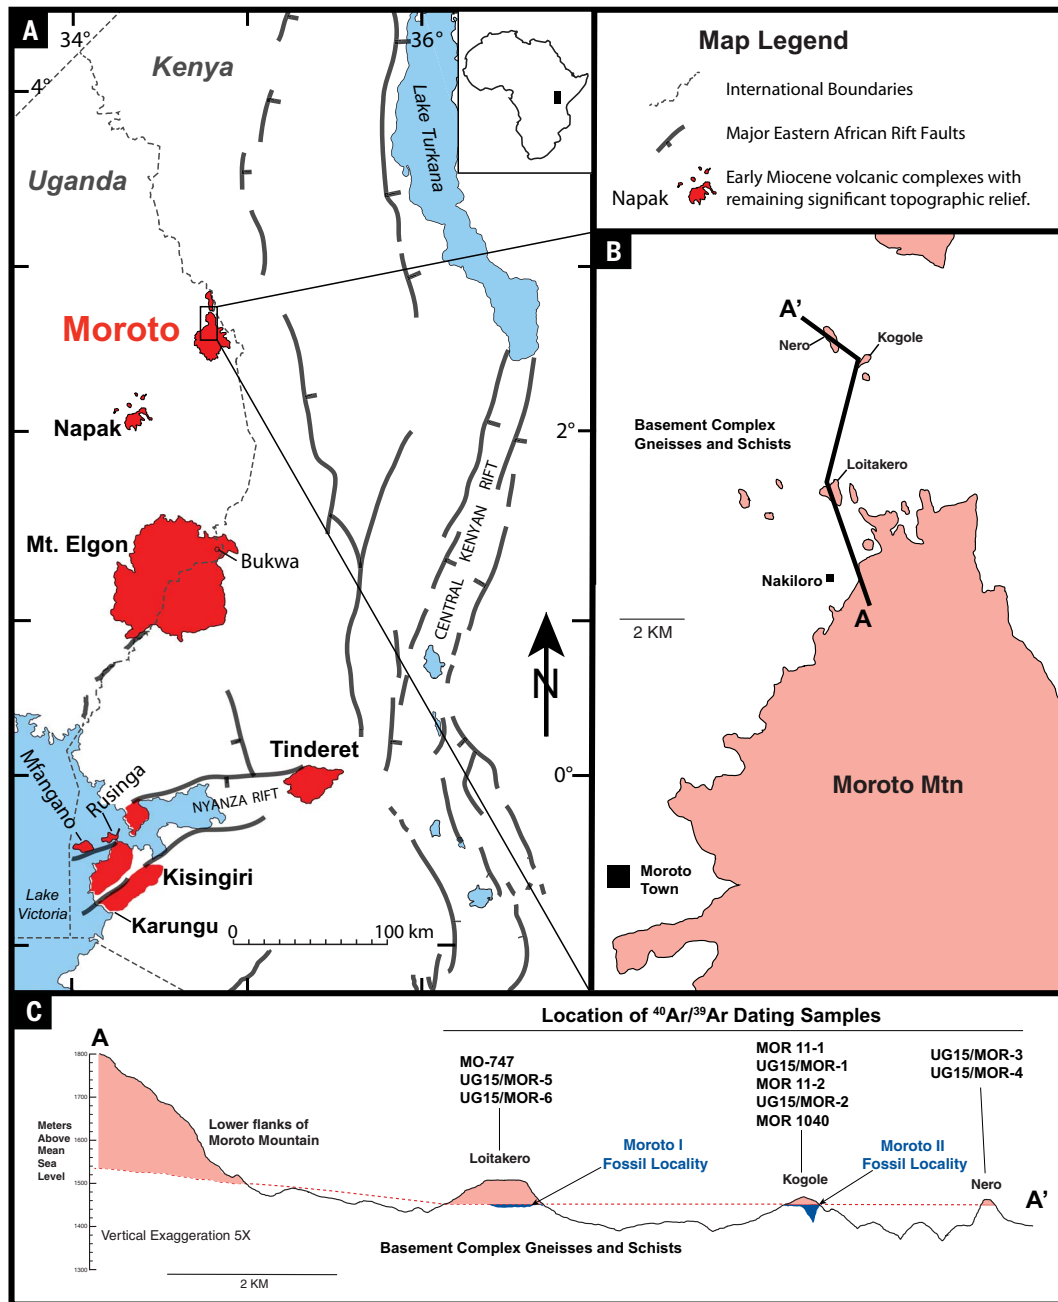 A
34°
36°
4°
Kenya
Uganda
Lake Turkana
Moroto
Napak
2°
Mt. Elgon
Bukwa
CENTRAL KENYAN RIFT
N
Tinderet
0°
NYANZA RIFT
Mfangano
Rusinga
Kisingiri
Lake
Victoria
Karungu
0 100 km
Map Legend
International Boundaries
Major Eastern African Rift Faults
Napak
Early Miocene volcanic complexes with
remaining significant topographic relief.
B
A'
Nero
Kogole
Basement Complex
Gneisses and Schists
Loitakero
Nakiloro
A
2 KM
Moroto Mtn
Moroto
Town
C
A
Location of ⁴⁰Ar/³⁹Ar Dating Samples
1800
1700
1600
1500
1400
1300
Meters
Above
Mean
Sea
Level
Lower flanks of
Moroto Mountain
MO-747
UG15/MOR-5
UG15/MOR-6
Loitakero
Moroto I
Fossil Locality
MOR 11-1
UG15/MOR-1
MOR 11-2
UG15/MOR-2
MOR 1040
Kogole
Moroto II
Fossil Locality
UG15/MOR-3
UG15/MOR-4
Nero
A'
Vertical Exaggeration 5X
Basement Complex Gneisses and Schists
2 KM